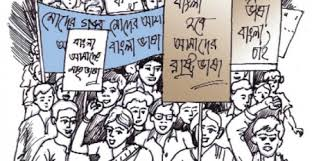 মোদের গরব মোদের আশা
বাংলা ভাষা
বাংলা
আমাদের
মাতৃ ভাষা
বাংলা
হবে
আমাদের
রাষ্ট্র ভাষা
ভাষা
বাংলা
চাই